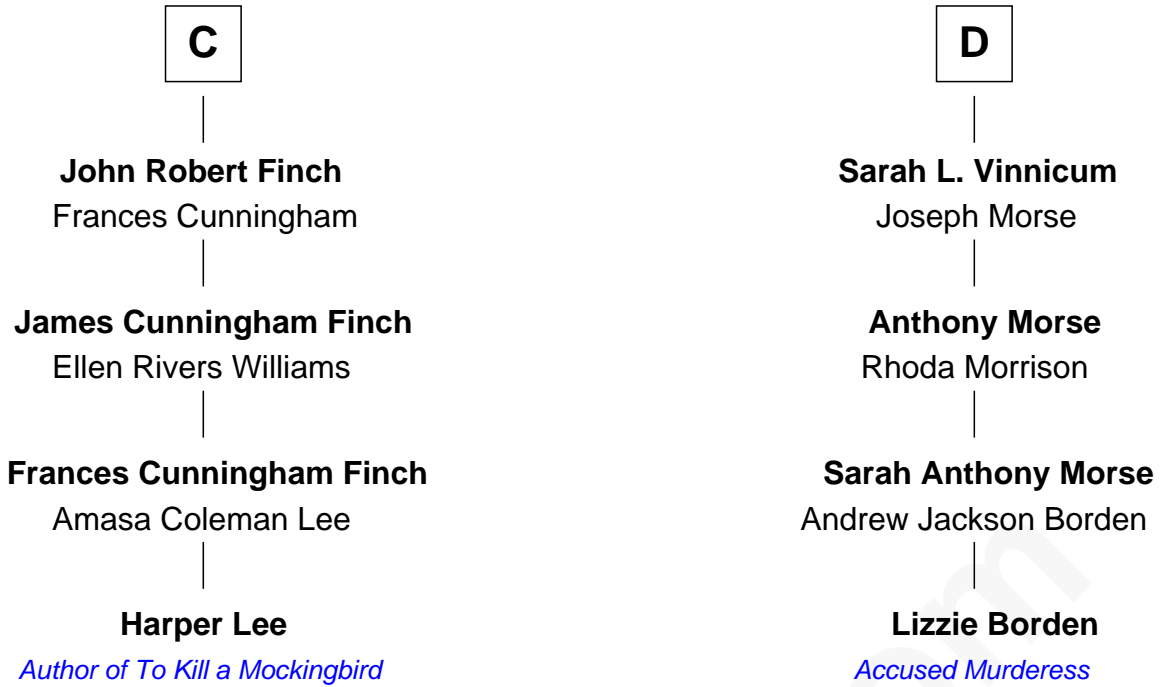 C
John Robert Finch
Frances Cunningham
James Cunningham Finch
Ellen Rivers Williams
Frances Cunningham Finch
Amasa Coleman Lee
Harper Lee
Author of To Kill a Mockingbird
D
Sarah L. Vinnicum
Joseph Morse
Anthony Morse
Rhoda Morrison
Sarah Anthony Morse
Andrew Jackson Borden
Lizzie Borden
Accused Murderess
om